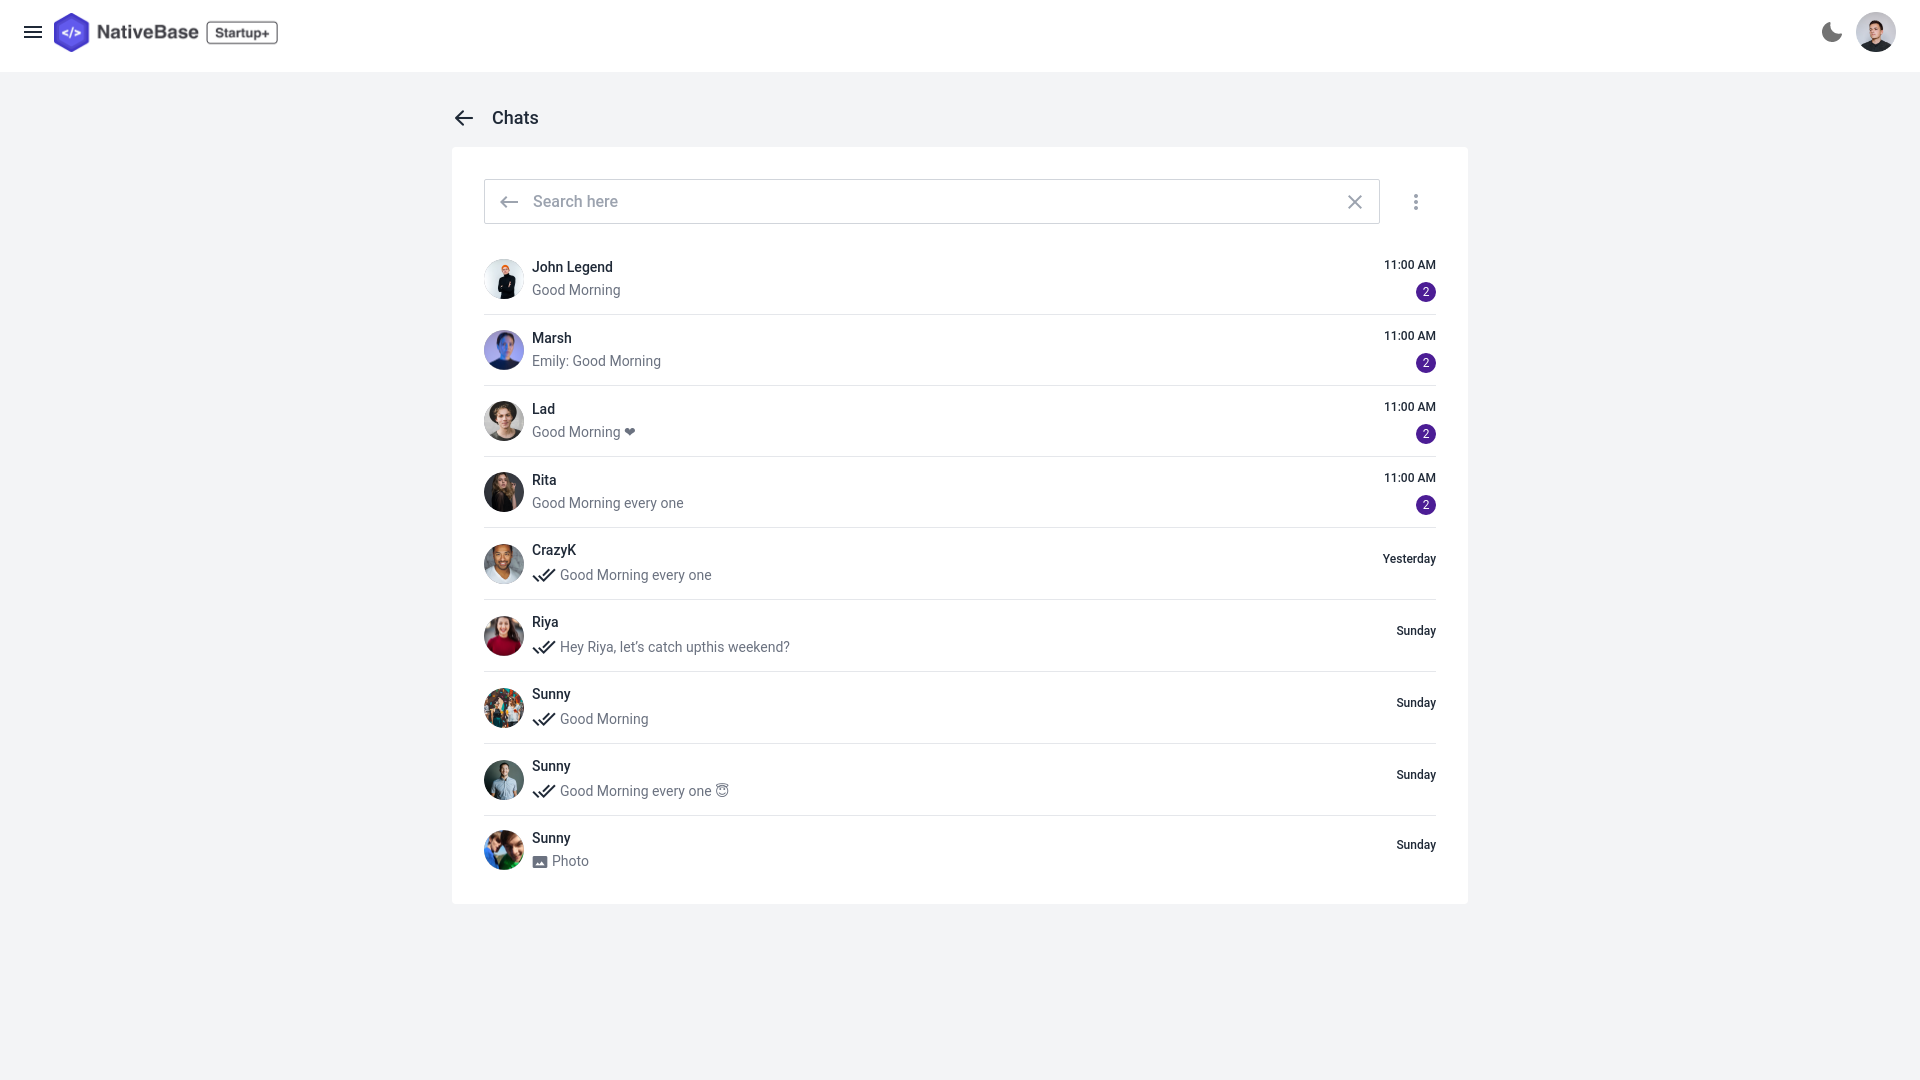 </> NativeBase Startup+
Chats
Search here
John Legend
11:00 AM
Good Morning
2
Marsh
11:00 AM
Emily: Good Morning
2
Lad
11:00 AM
Good Morning ❤
2
Rita
11:00 AM
Good Morning every one
2
CrazyK
Yesterday
Good Morning every one
Riya
Sunday
Hey Riya, let’s catch upthis weekend?
Sunny
Sunday
Good Morning
Sunny
Sunday
Good Morning every one 😇
Sunny
Sunday
Photo